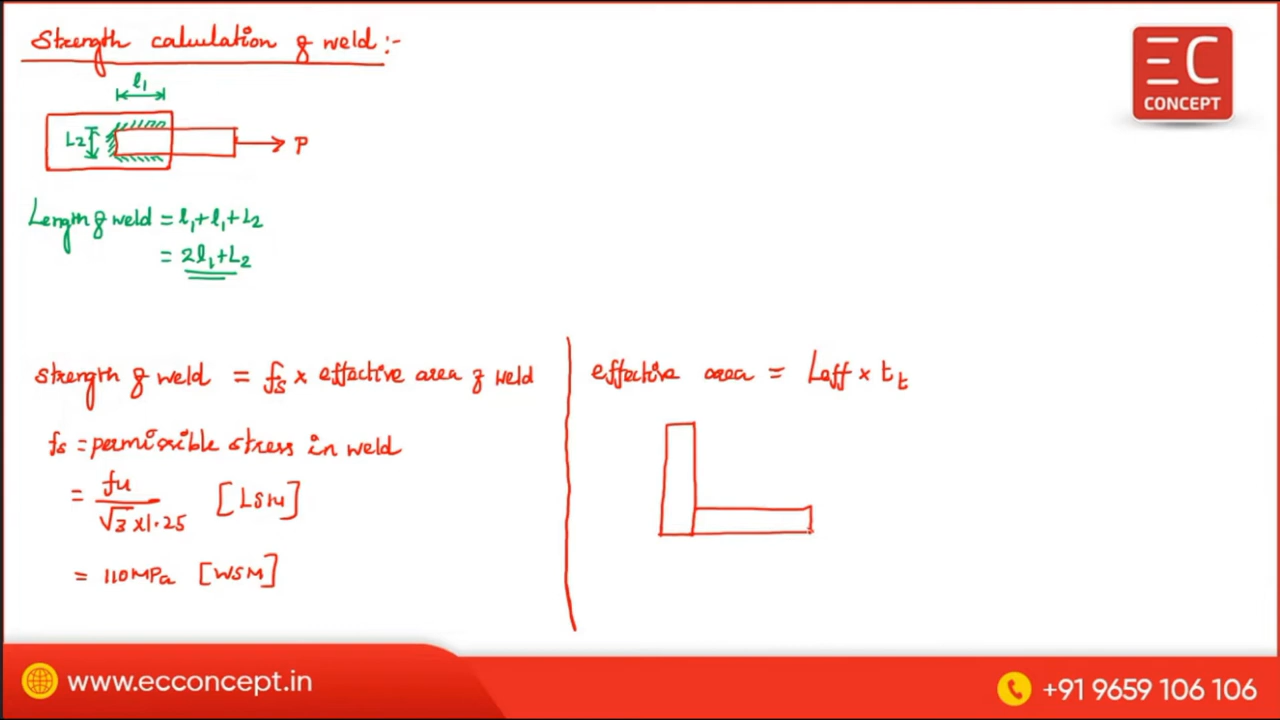 Strength calculation of weld :-
EC
CONCEPT
l₁
L₂
P
Length of weld = l₁+l₁+L₂
= 2l₁+L₂
strength of weld = fs × effective area of weld
fs = permissible stress in weld
= fu / √3 ×1.25 [LSM]
= 110MPa [WSM]
effective area = Leff × tt
www.ecconcept.in
+91 9659 106 106